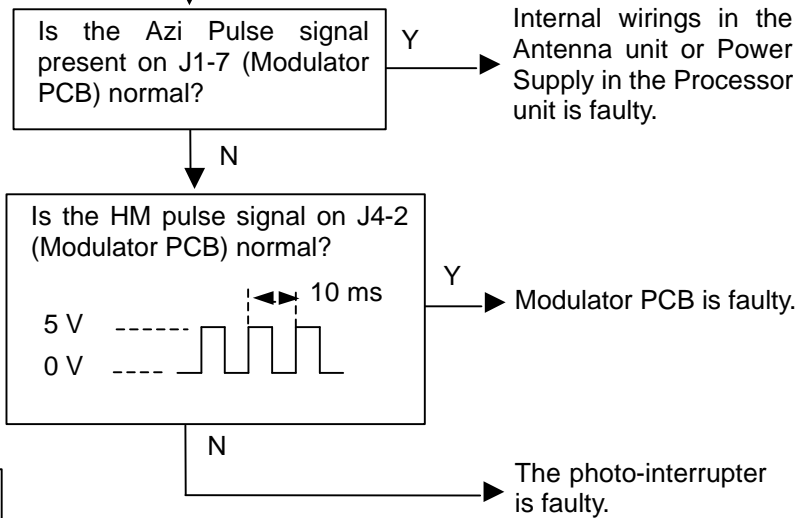 Is the Azi Pulse signal
present on J1-7 (Modulator
PCB) normal?
Y
Internal wirings in the
Antenna unit or Power
Supply in the Processor
unit is faulty.
N
Is the HM pulse signal on J4-2
(Modulator PCB) normal?
10 ms
5 V
0 V
Y
Modulator PCB is faulty.
N
The photo-interrupter
is faulty.